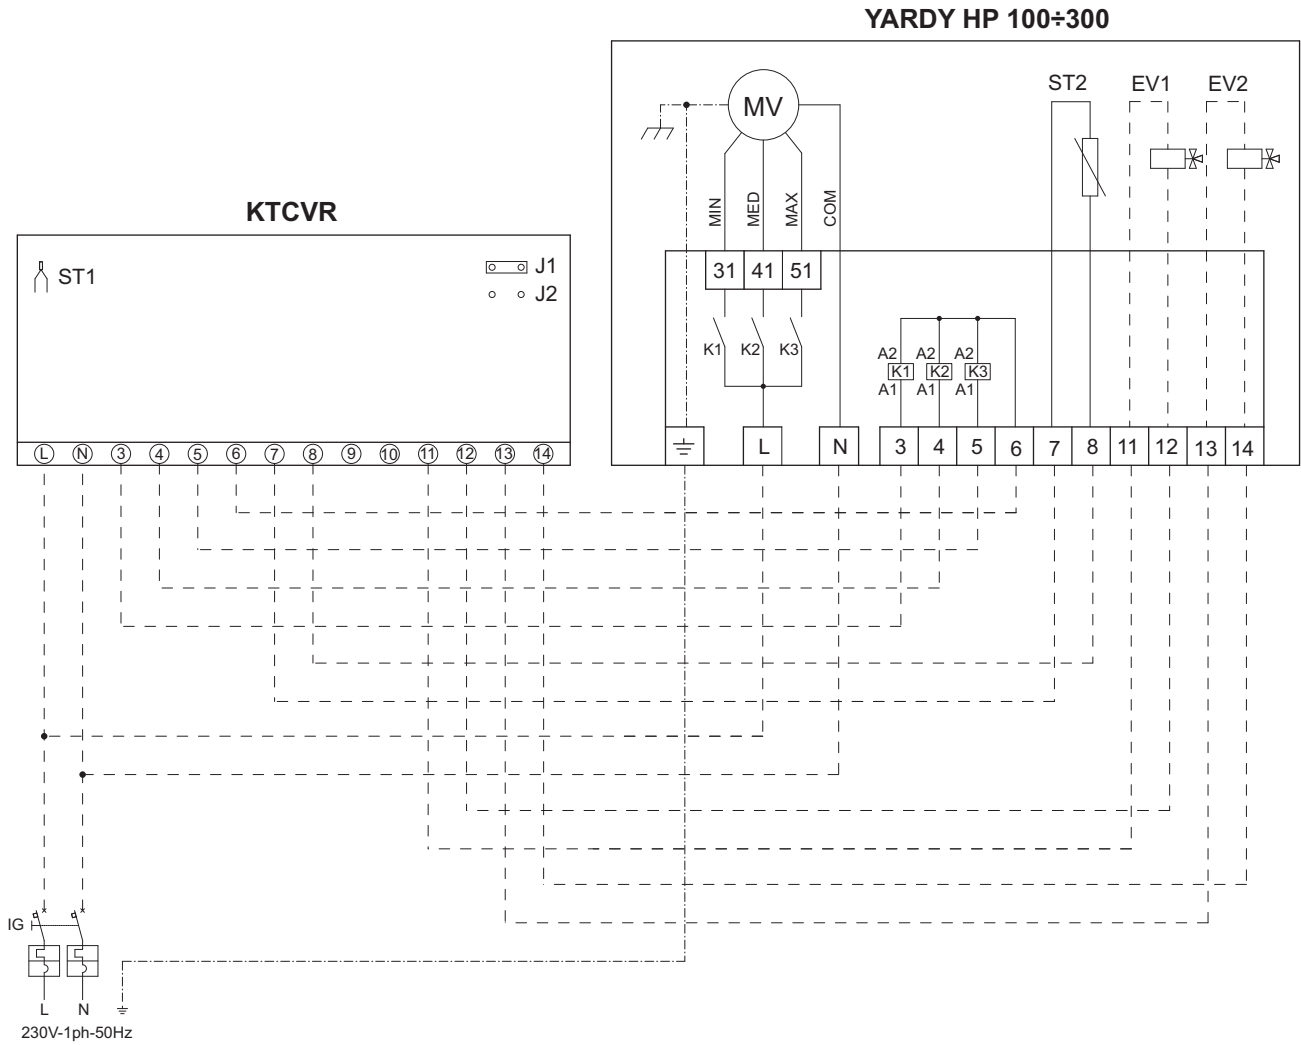 YARDY HP 100÷300
MV
ST2 EV1 EV2
MIN MED MAX COM
KTCVR
ST1
J1
J2
31 41 51
K1 K2 K3
A2 A2 A2
K1 K2 K3
A1 A1 A1
L N 3 4 5 6 7 8 9 10 11 12 13 14
L N 3 4 5 6 7 8 11 12 13 14
IG
L N
230V-1ph-50Hz